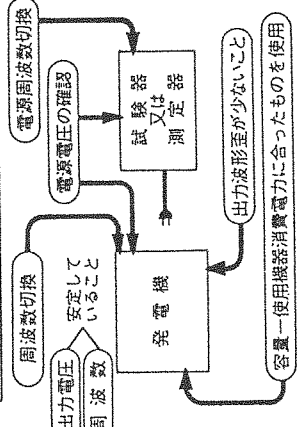 電源周波数切換
電源電圧の確認
試験器
又は
測定器
周波数切換
出力電圧
周波数
安定して
いること
発電機
出力波形歪が少ないこと
容量一使用機器消費電力に合ったものを使用